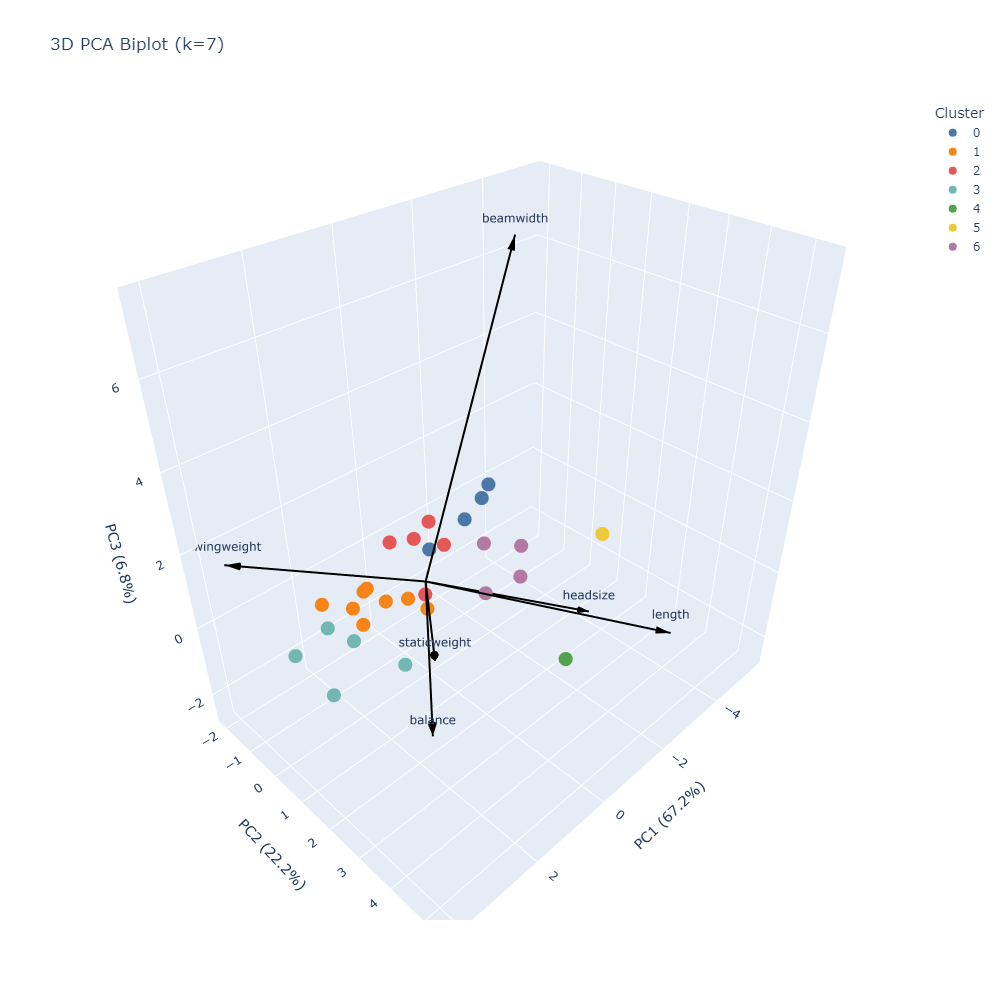 3D PCA Biplot (k=7)
Cluster
0
1
2
3
4
5
6
beamwidth
wingweight
headsize
length
staticweight
balance
6
4
2
0
−2
PC3 (6.8%)
−2
−1
0
1
2
3
4
PC2 (22.2%)
−4
−2
0
2
PC1 (67.2%)